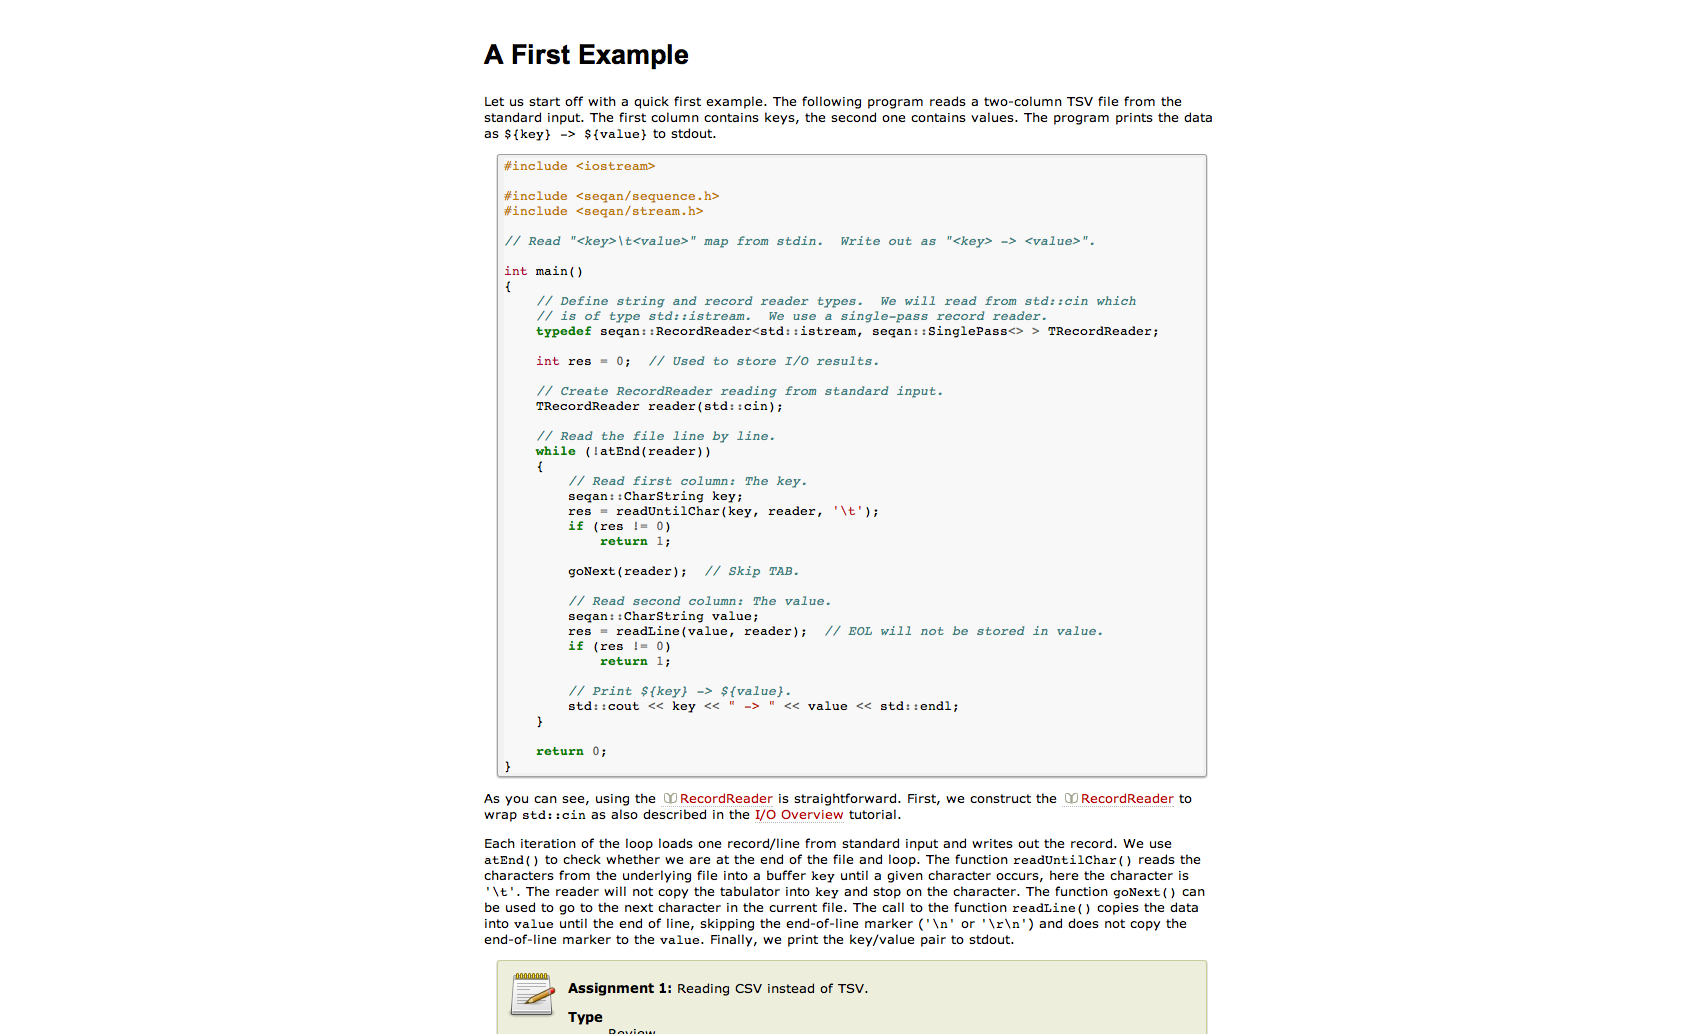 A First Example
Let us start off with a quick first example. The following program reads a two-column TSV file from the
standard input. The first column contains keys, the second one contains values. The program prints the data
as ${key} -> ${value} to stdout.
#include <iostream>
#include <seqan/sequence.h>
#include <seqan/stream.h>
// Read "<key>\t<value>" map from stdin.  Write out as "<key> -> <value>".
int main()
{
    // Define string and record reader types.  We will read from std::cin which
    // is of type std::istream.  We use a single-pass record reader.
    typedef seqan::RecordReader<std::istream, seqan::SinglePass<> > TRecordReader;
    int res = 0;  // Used to store I/O results.
    // Create RecordReader reading from standard input.
    TRecordReader reader(std::cin);
    // Read the file line by line.
    while (!atEnd(reader))
    {
        // Read first column: The key.
        seqan::CharString key;
        res = readUntilChar(key, reader, '\t');
        if (res != 0)
            return 1;
        goNext(reader);  // Skip TAB.
        // Read second column: The value.
        seqan::CharString value;
        res = readLine(value, reader);  // EOL will not be stored in value.
        if (res != 0)
            return 1;
        // Print ${key} -> ${value}.
        std::cout << key << " -> " << value << std::endl;
    }
    return 0;
}
As you can see, using the RecordReader is straightforward. First, we construct the RecordReader to
wrap std::cin as also described in the I/O Overview tutorial.
Each iteration of the loop loads one record/line from standard input and writes out the record. We use
atEnd() to check whether we are at the end of the file and loop. The function readUntilChar() reads the
characters from the underlying file into a buffer key until a given character occurs, here the character is
'\t'. The reader will not copy the tabulator into key and stop on the character. The function goNext() can
be used to go to the next character in the current file. The call to the function readLine() copies the data
into value until the end of line, skipping the end-of-line marker ('\n' or '\r\n') and does not copy the
end-of-line marker to the value. Finally, we print the key/value pair to stdout.
Assignment 1: Reading CSV instead of TSV.
Type
Review